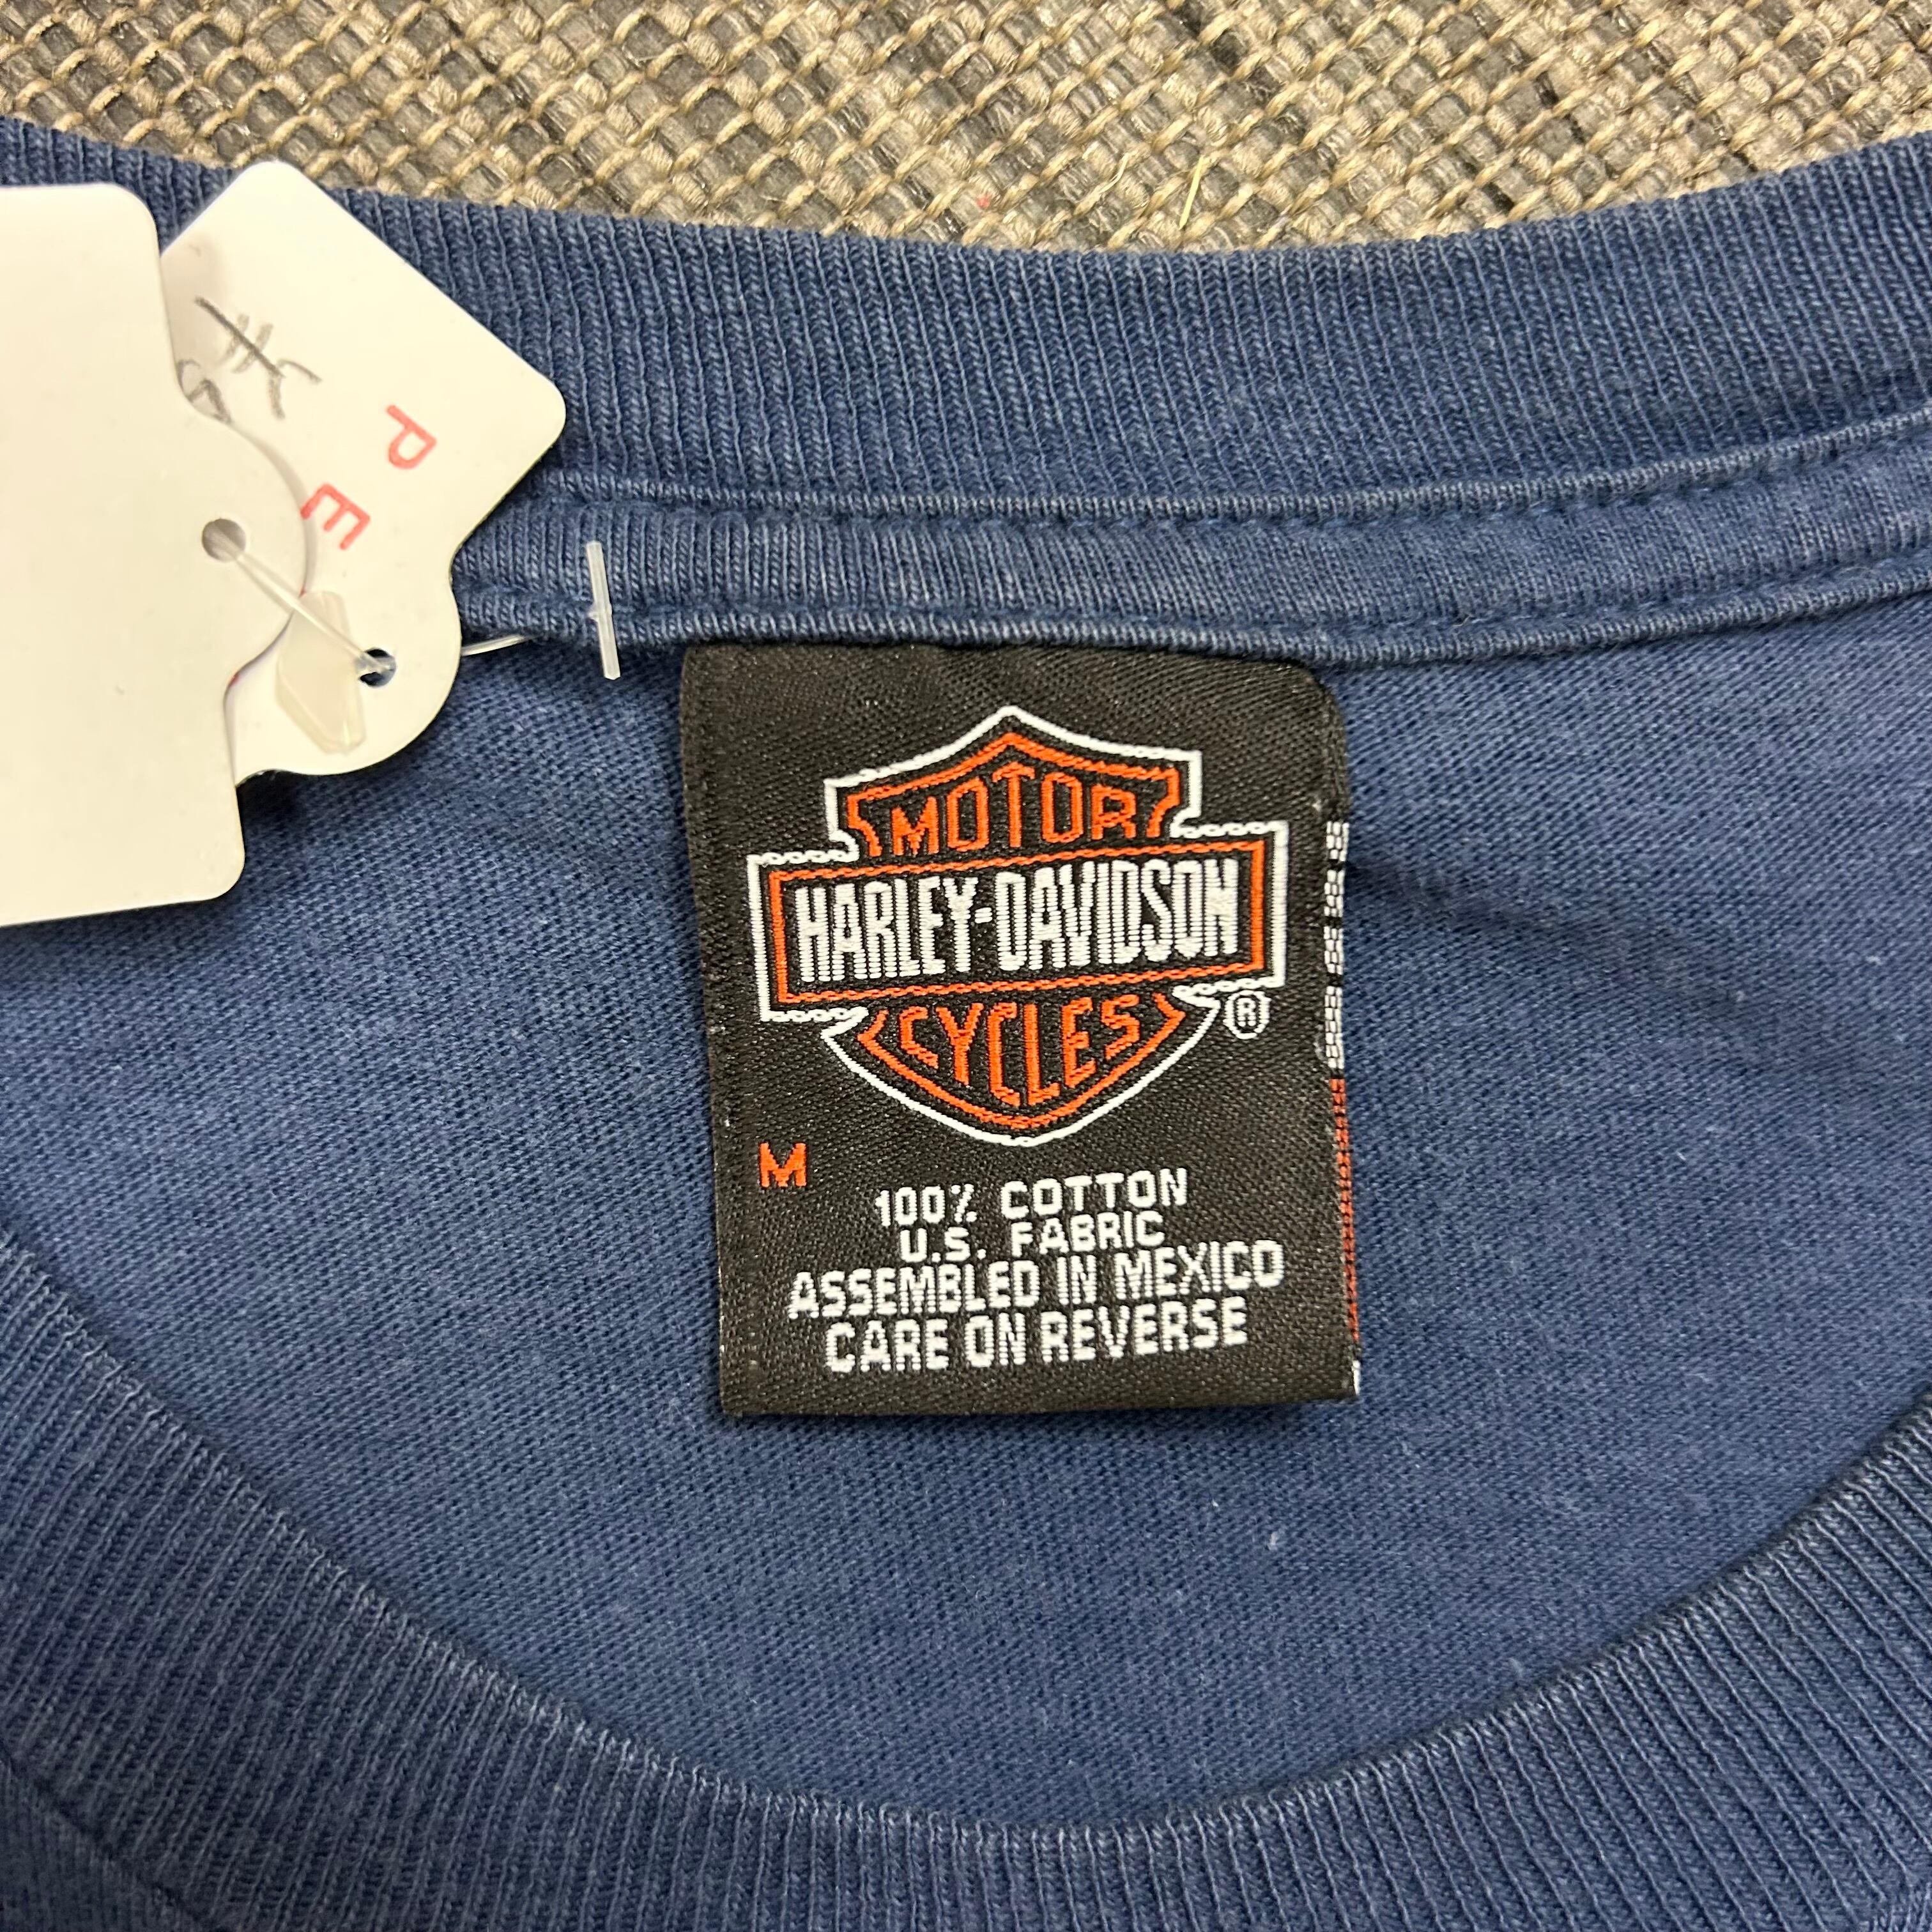 P E
MOTOR
HARLEY-DAVIDSON
CYCLES
®
M
100% COTTON
U.S. FABRIC
ASSEMBLED IN MEXICO
CARE ON REVERSE